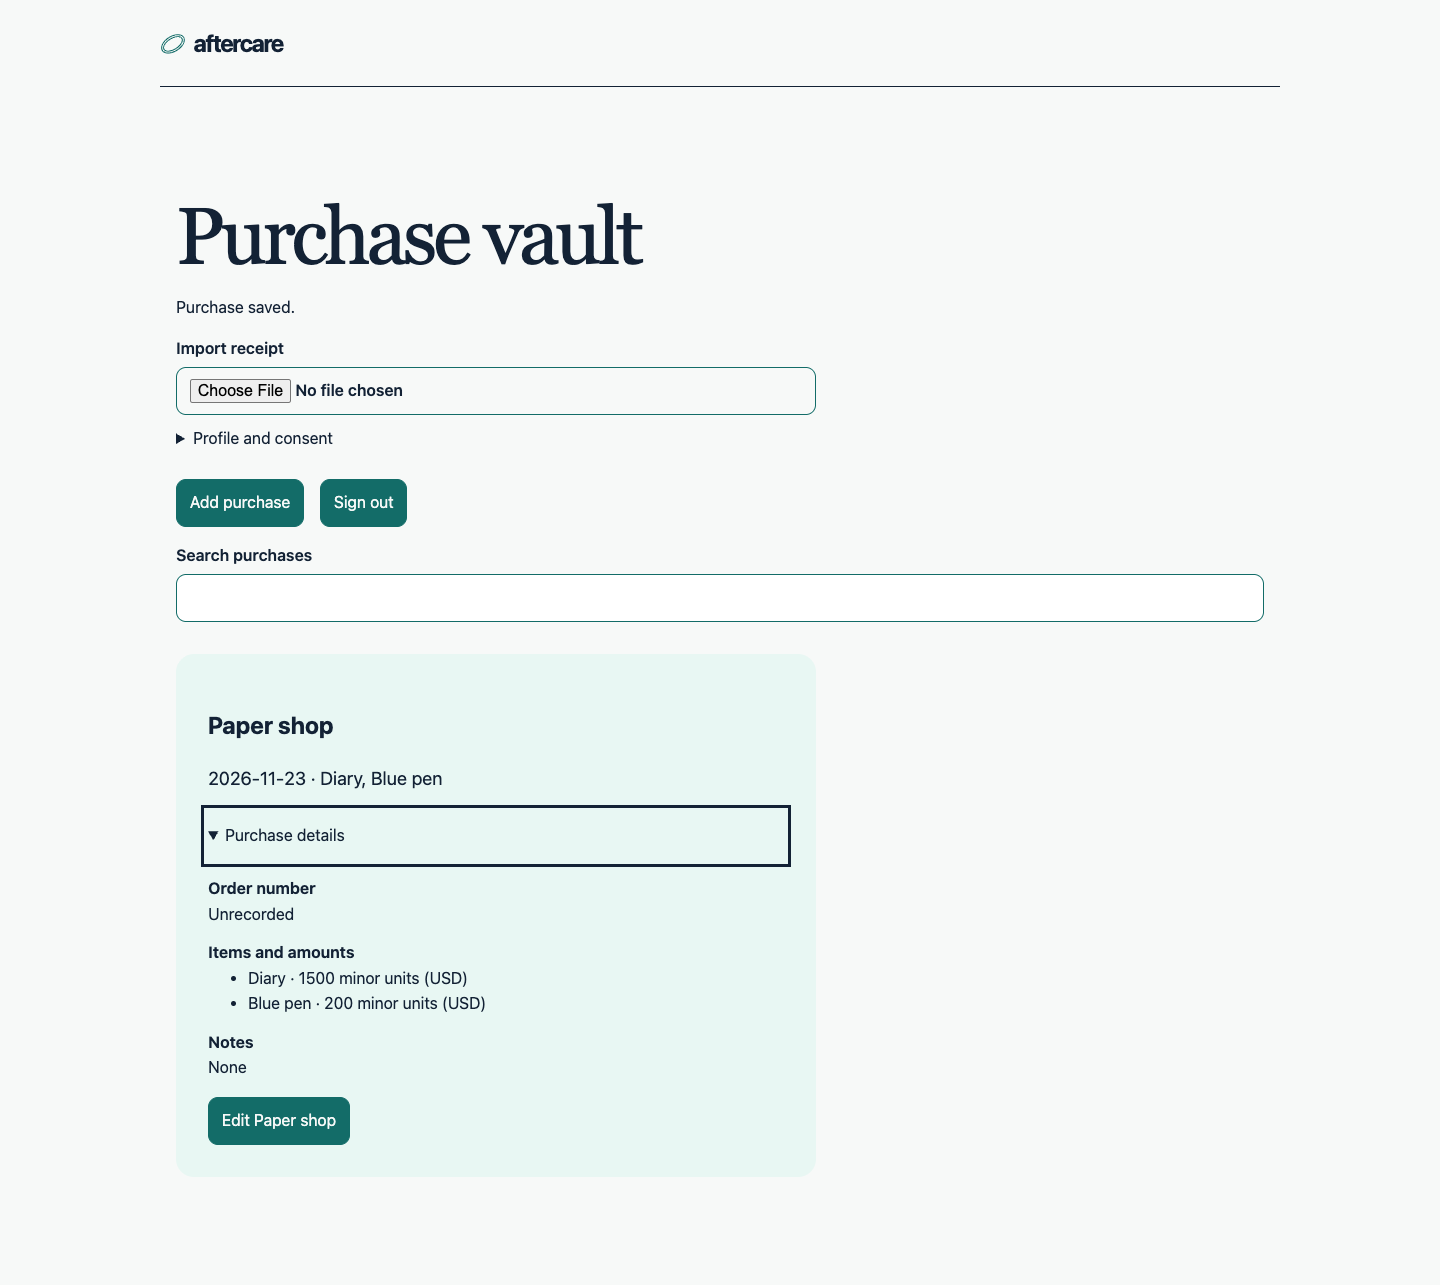 aftercare
Purchase vault
Purchase saved.
Import receipt
Choose File No file chosen
Profile and consent
Add purchase Sign out
Search purchases
Paper shop
2026-11-23 · Diary, Blue pen
Purchase details
Order number
Unrecorded
Items and amounts
• Diary · 1500 minor units (USD)
• Blue pen · 200 minor units (USD)
Notes
None
Edit Paper shop